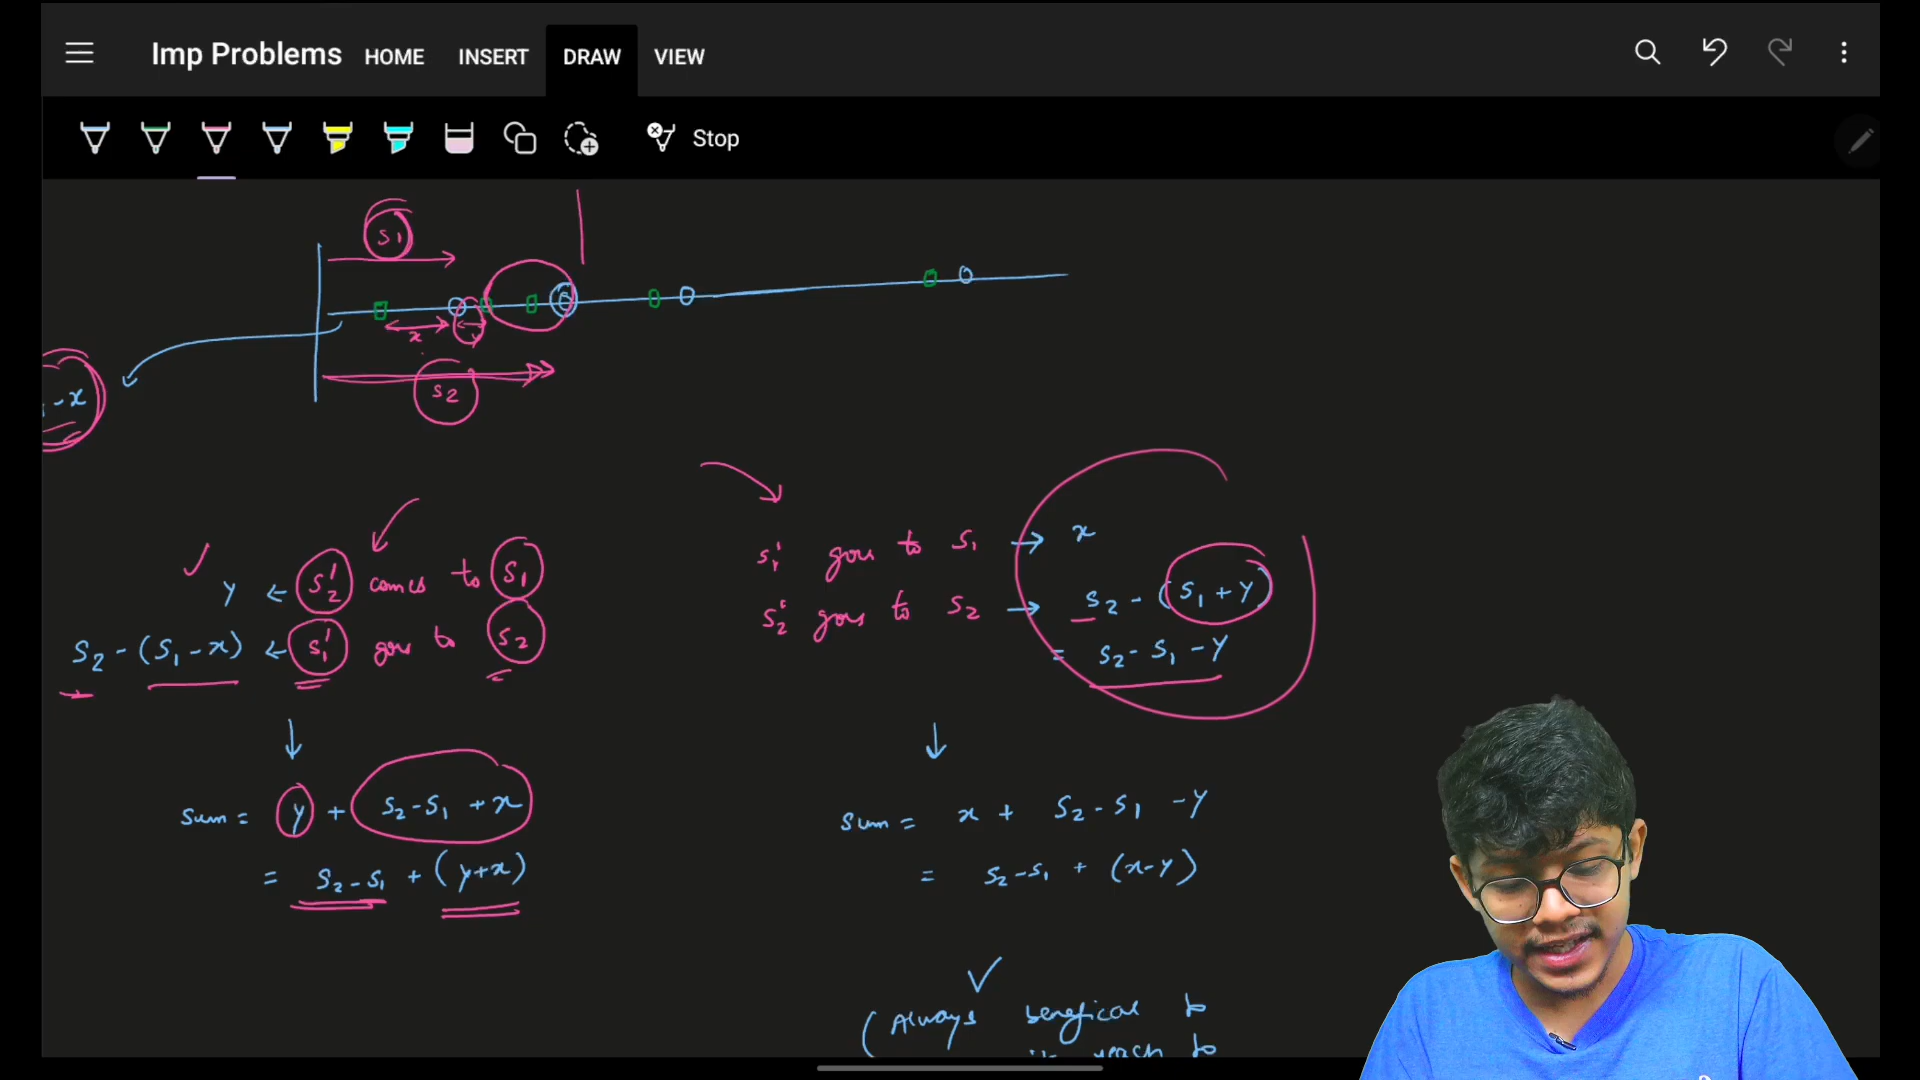 Imp Problems HOME INSERT DRAW VIEW
Stop
S1
x y
S2
-x
s1' goes to S1 → x
y ← S2' comes to S1
s2' goes to S2 → S2 - (S1 + y)
S2 - (S1 - x) ← S1' goes to S2
= S2 - S1 - y
Sum = y + S2 - S1 + x
Sum = x + S2 - S1 - y
= S2 - S1 + (y+x)
= S2 - S1 + (x-y)
(Always benefical to
reach to